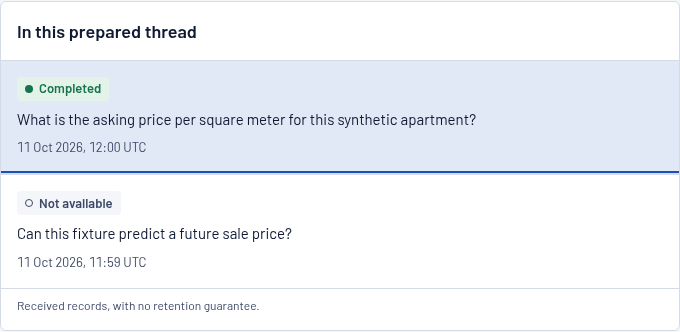 In this prepared thread
Completed
What is the asking price per square meter for this synthetic apartment?
11 Oct 2026, 12:00 UTC
Not available
Can this fixture predict a future sale price?
11 Oct 2026, 11:59 UTC
Received records, with no retention guarantee.